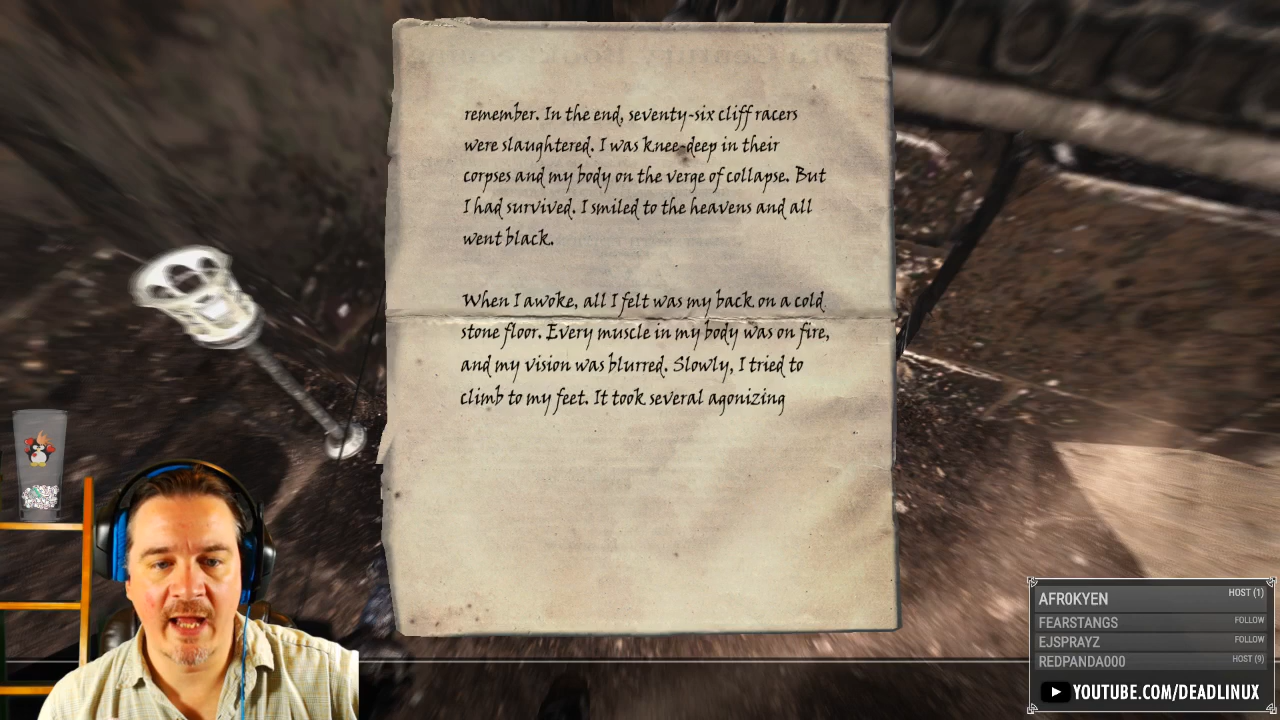 remember. In the end, seventy-six cliff racers
were slaughtered. I was knee-deep in their
corpses and my body on the verge of collapse. But
I had survived. I smiled to the heavens and all
went black.
When I awoke, all I felt was my back on a cold
stone floor. Every muscle in my body was on fire,
and my vision was blurred. Slowly, I tried to
climb to my feet. It took several agonizing
AFR0KYEN HOST (1)
FEARSTANGS FOLLOW
EJSPRAYZ FOLLOW
REDPANDA000 HOST (9)
YOUTUBE.COM/DEADLINUX